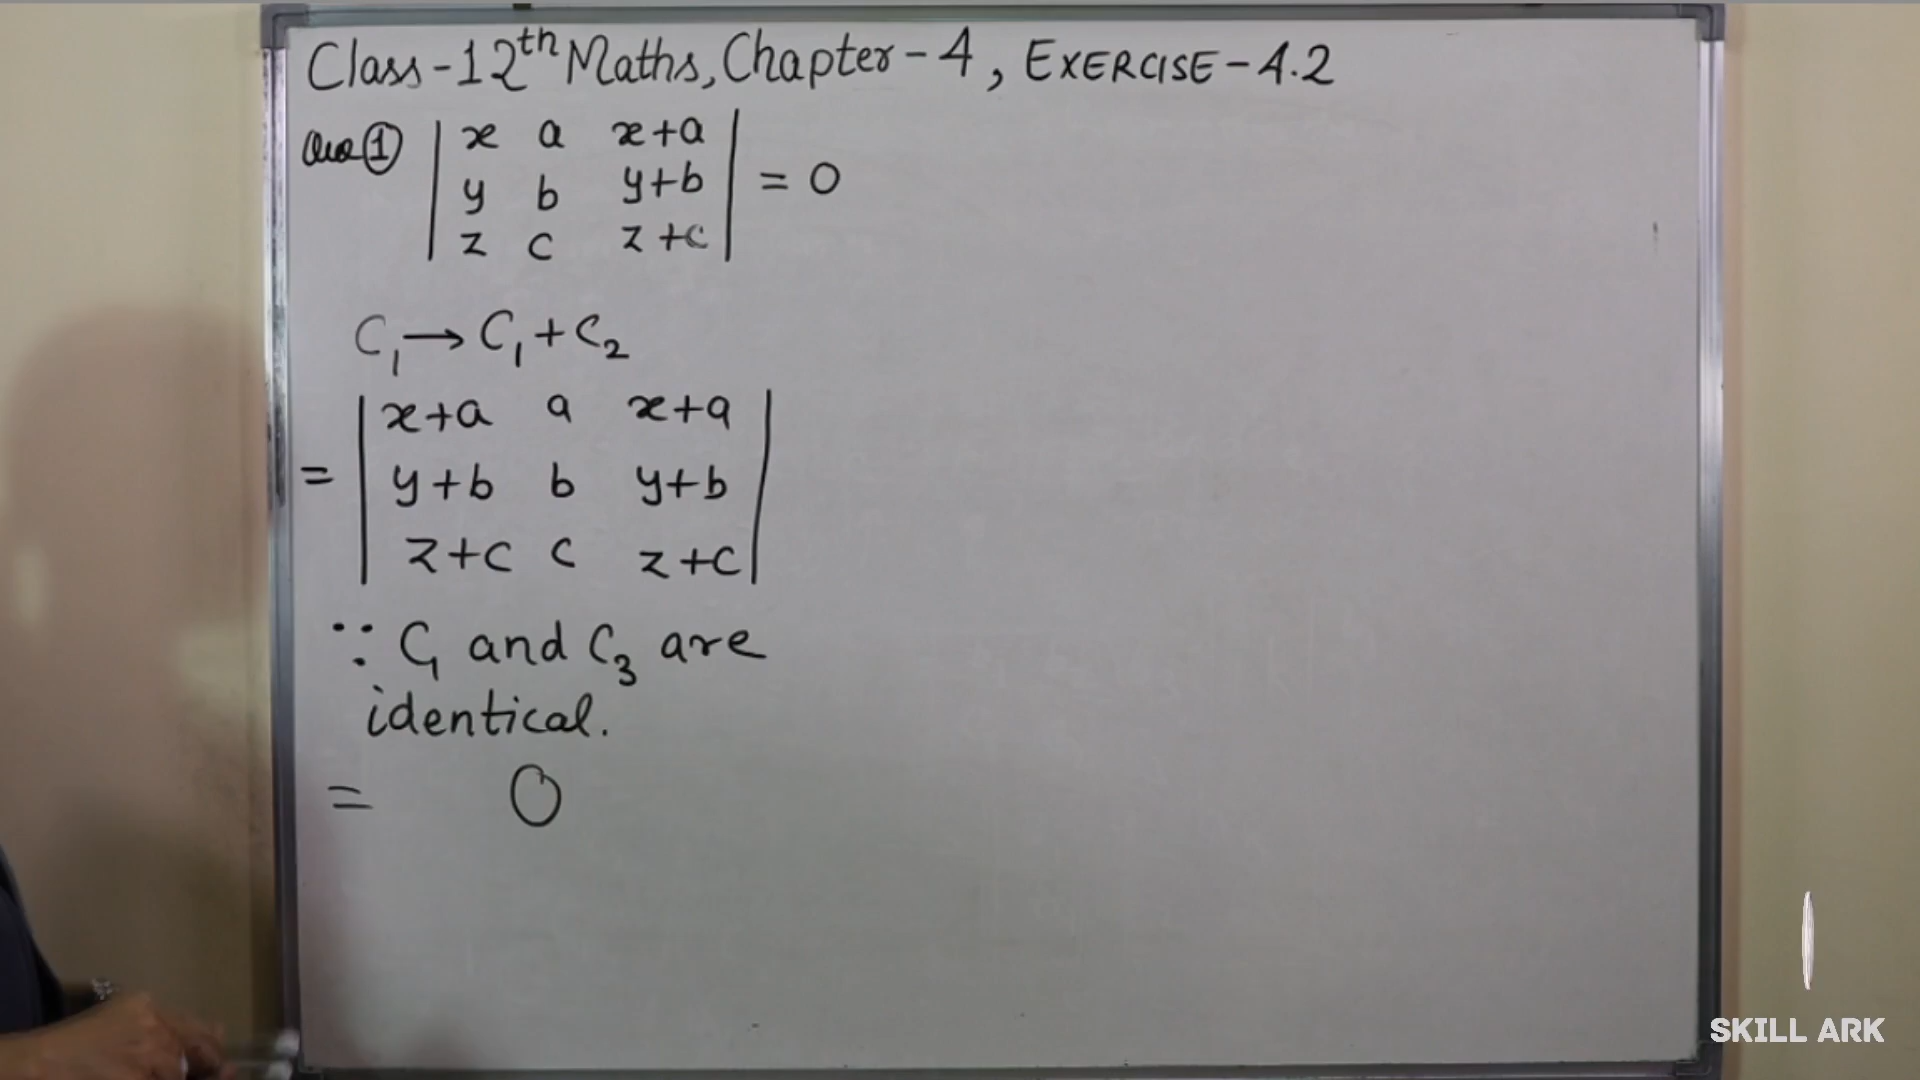 Class-12th Maths, Chapter-4, EXERCISE-4.2
Que ① | x a x+a |
| y b y+b | = 0
| z c z+c |
C₁→C₁+C₂
| x+a a x+a |
= | y+b b y+b |
| z+c c z+c |
∵ C₁ and C₃ are
identical.
= 0
SKILL ARK